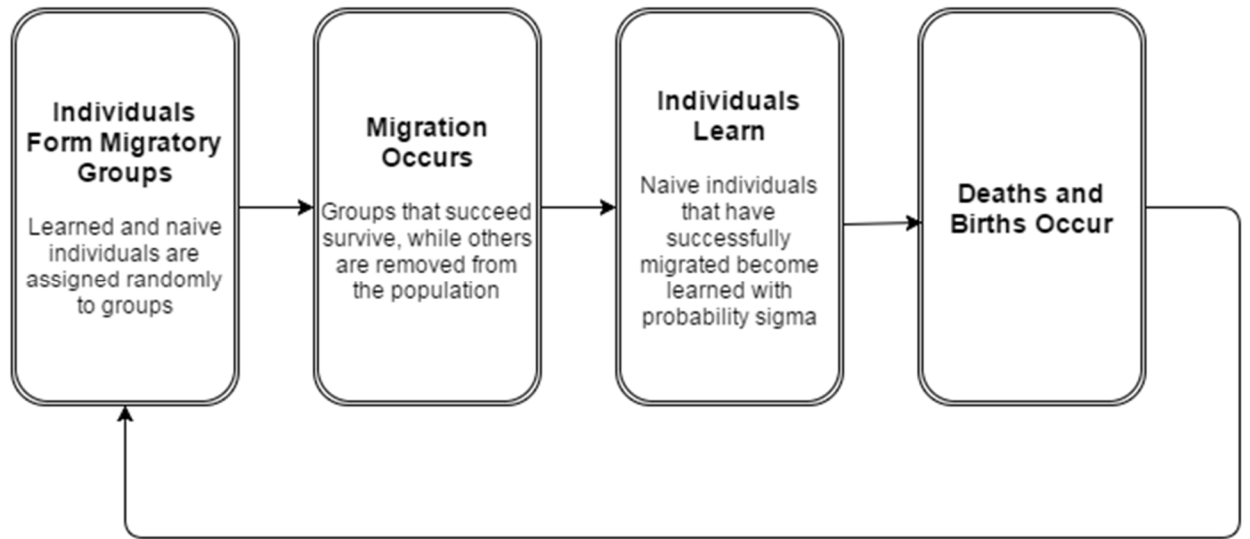 Individuals
Form Migratory
Groups
Learned and naive
individuals are
assigned randomly
to groups
Migration
Occurs
Groups that succeed
survive, while others
are removed from
the population
Individuals
Learn
Naive individuals
that have
successfully
migrated become
learned with
probability sigma
Deaths and
Births Occur